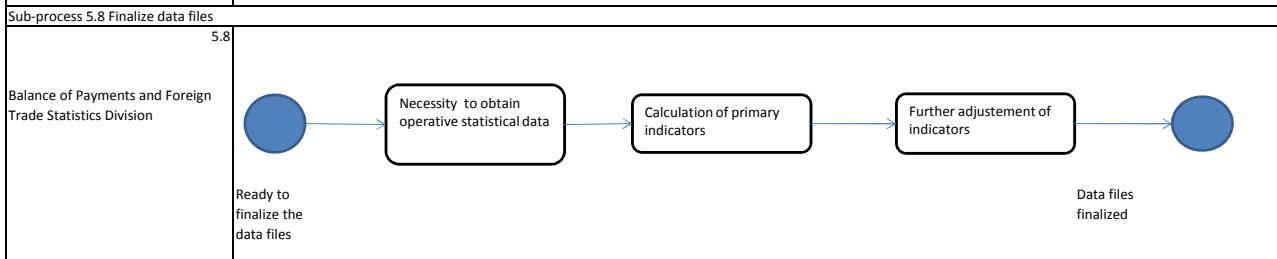 Sub-process 5.8 Finalize data files
5.8
Balance of Payments and Foreign
Trade Statistics Division
Necessity to obtain
operative statistical data
Calculation of primary
indicators
Further adjustement of
indicators
Ready to
finalize the
data files
Data files
finalized